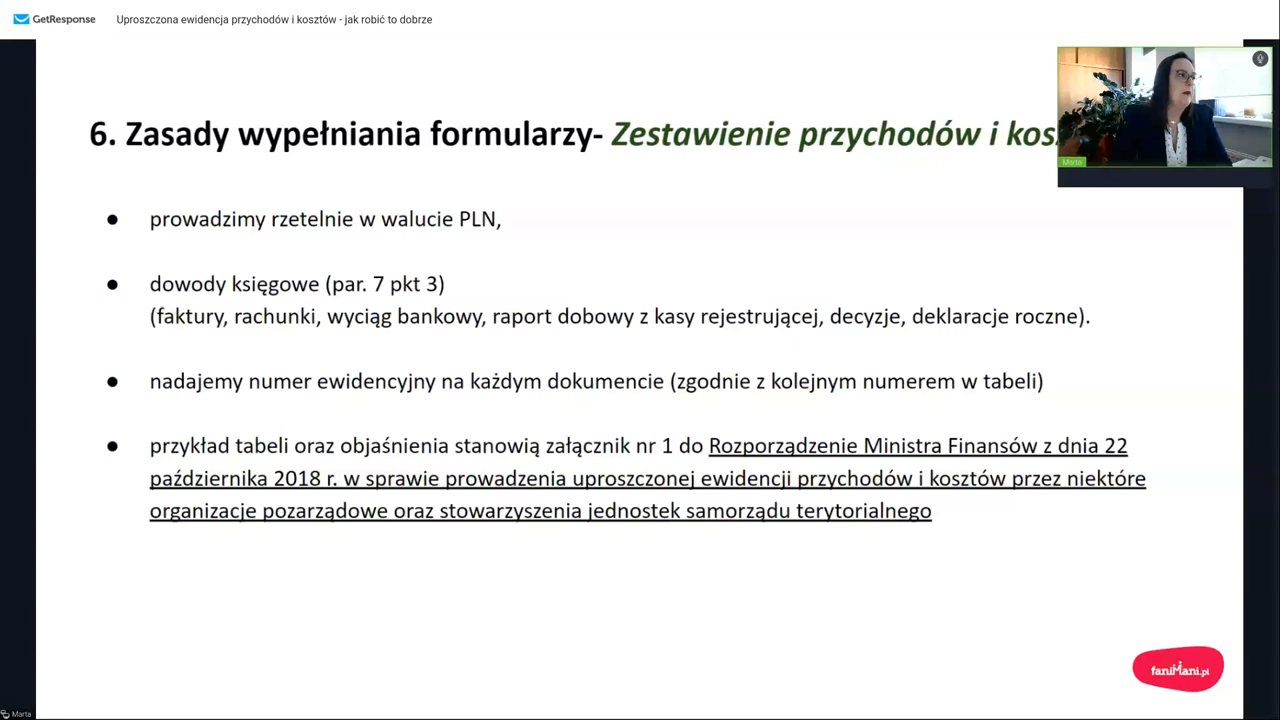 GetResponse Uproszczona ewidencja przychodów i kosztów - jak robić to dobrze
6. Zasady wypełniania formularzy- Zestawienie przychodów i
Marta
prowadzimy rzetelnie w walucie PLN,
dowody księgowe (par. 7 pkt 3)
(faktury, rachunki, wyciąg bankowy, raport dobowy z kasy rejestrującej, decyzje, deklaracje roczne).
nadajemy numer ewidencyjny na każdym dokumencie (zgodnie z kolejnym numerem w tabeli)
przykład tabeli oraz objaśnienia stanowią załącznik nr 1 do Rozporządzenie Ministra Finansów z dnia 22
października 2018 r. w sprawie prowadzenia uproszczonej ewidencji przychodów i kosztów przez niektóre
organizacje pozarządowe oraz stowarzyszenia jednostek samorządu terytorialnego
faniMani.pl
Marta